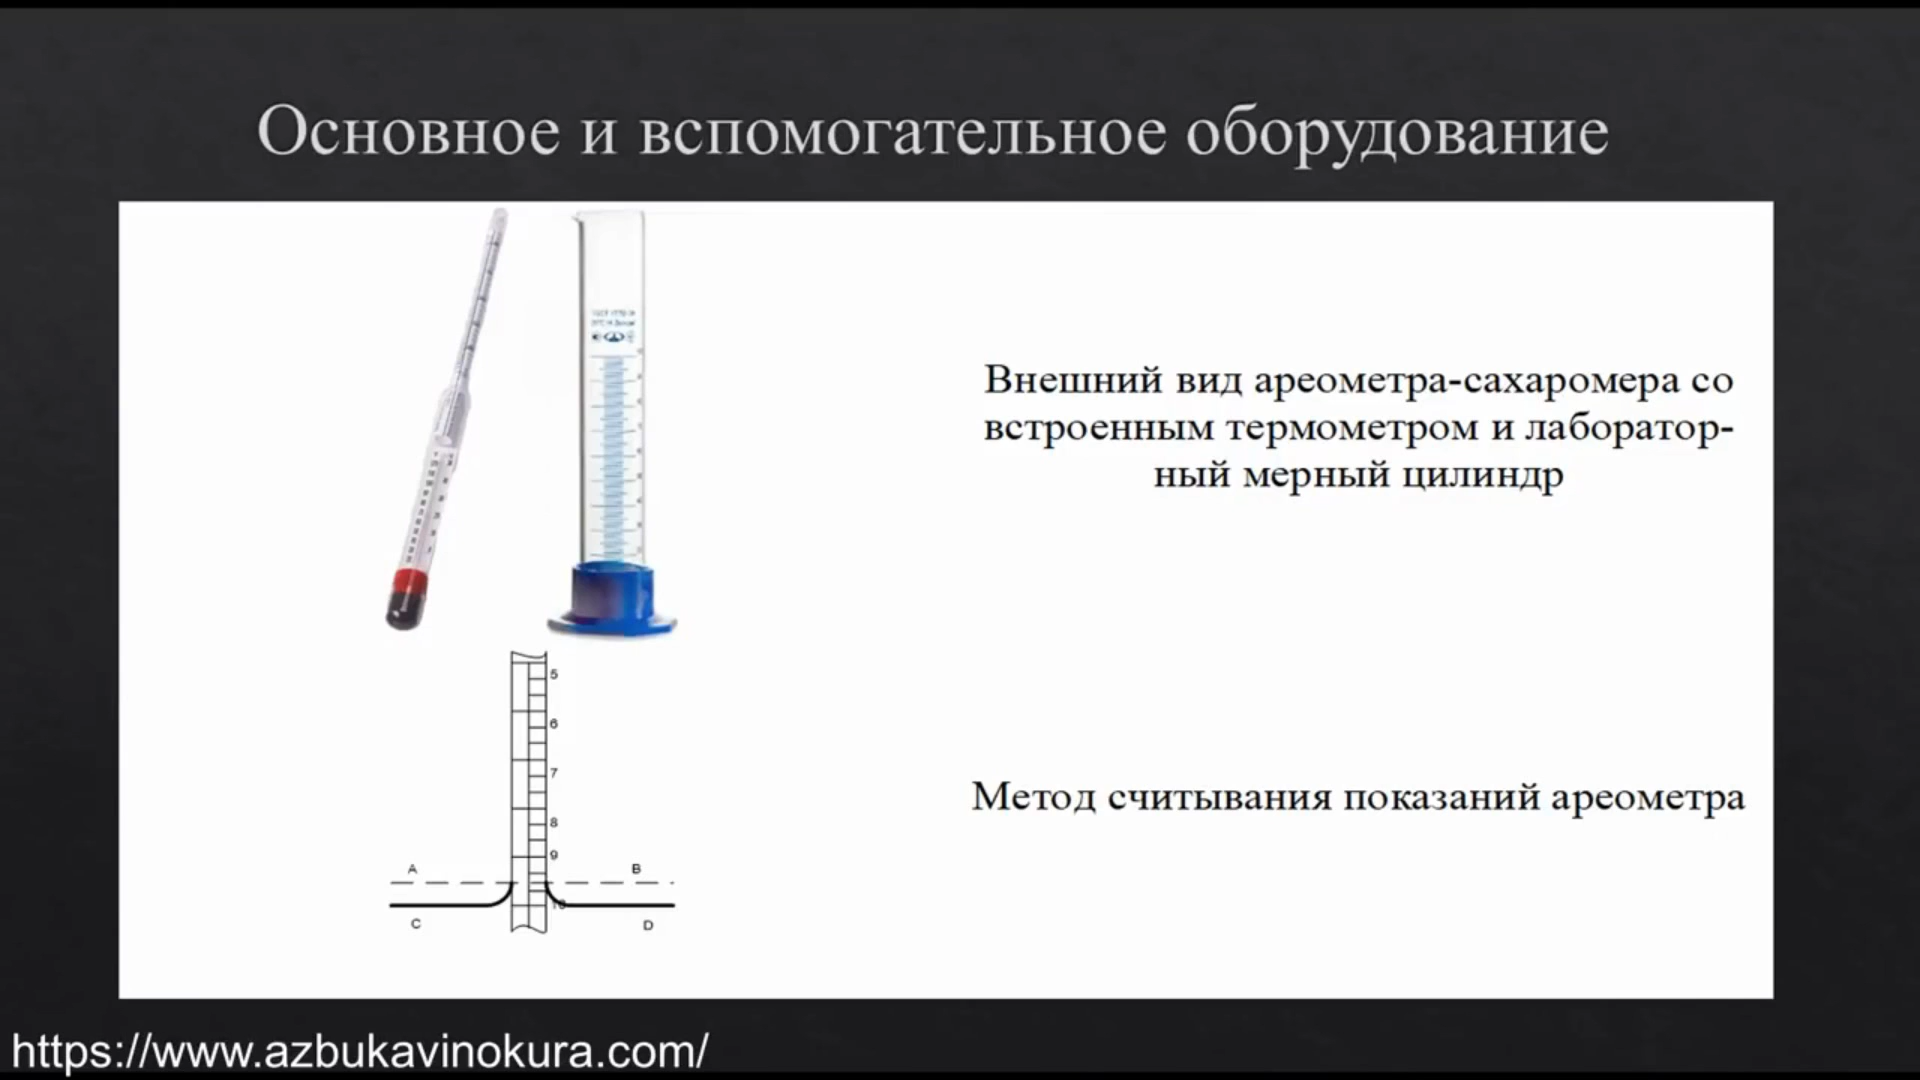 Основное и вспомогательное оборудование
Внешний вид ареометра-сахаромера со
встроенным термометром и лаборатор-
ный мерный цилиндр
5
6
7
8
9
A
B
10
C
D
Метод считывания показаний ареометра
https://www.azbukavinokura.com/